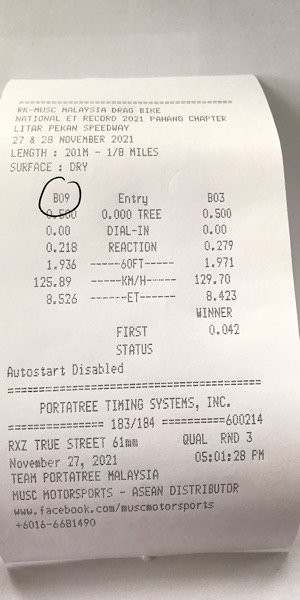 ========================================
RK-MUSC MALAYSIA DRAG BIKE
NATIONAL ET RECORD 2021 PAHANG CHAPTER
LITAR PEKAN SPEEDWAY
27 & 28 NOVEMBER 2021
LENGTH : 201M - 1/8 MILES
SURFACE : DRY
B09 Entry B03
0.500 0.000 TREE 0.500
0.00 DIAL-IN 0.00
0.218 REACTION 0.279
1.936 -----60FT----- 1.971
125.89 -----KM/H----- 129.70
8.526 ------ET------ 8.423
WINNER
FIRST 0.042
STATUS
Autostart Disabled
========================================
PORTATREE TIMING SYSTEMS, INC.
=============== 183/184 ==========600214
RXZ TRUE STREET 61mm QUAL RND 3
November 27, 2021 05:01:28 PM
TEAM PORTATREE MALAYSIA
MUSC MOTORSPORTS - ASEAN DISTRIBUTOR
www.facebook.com/muscmotorsports
+6016-6681490